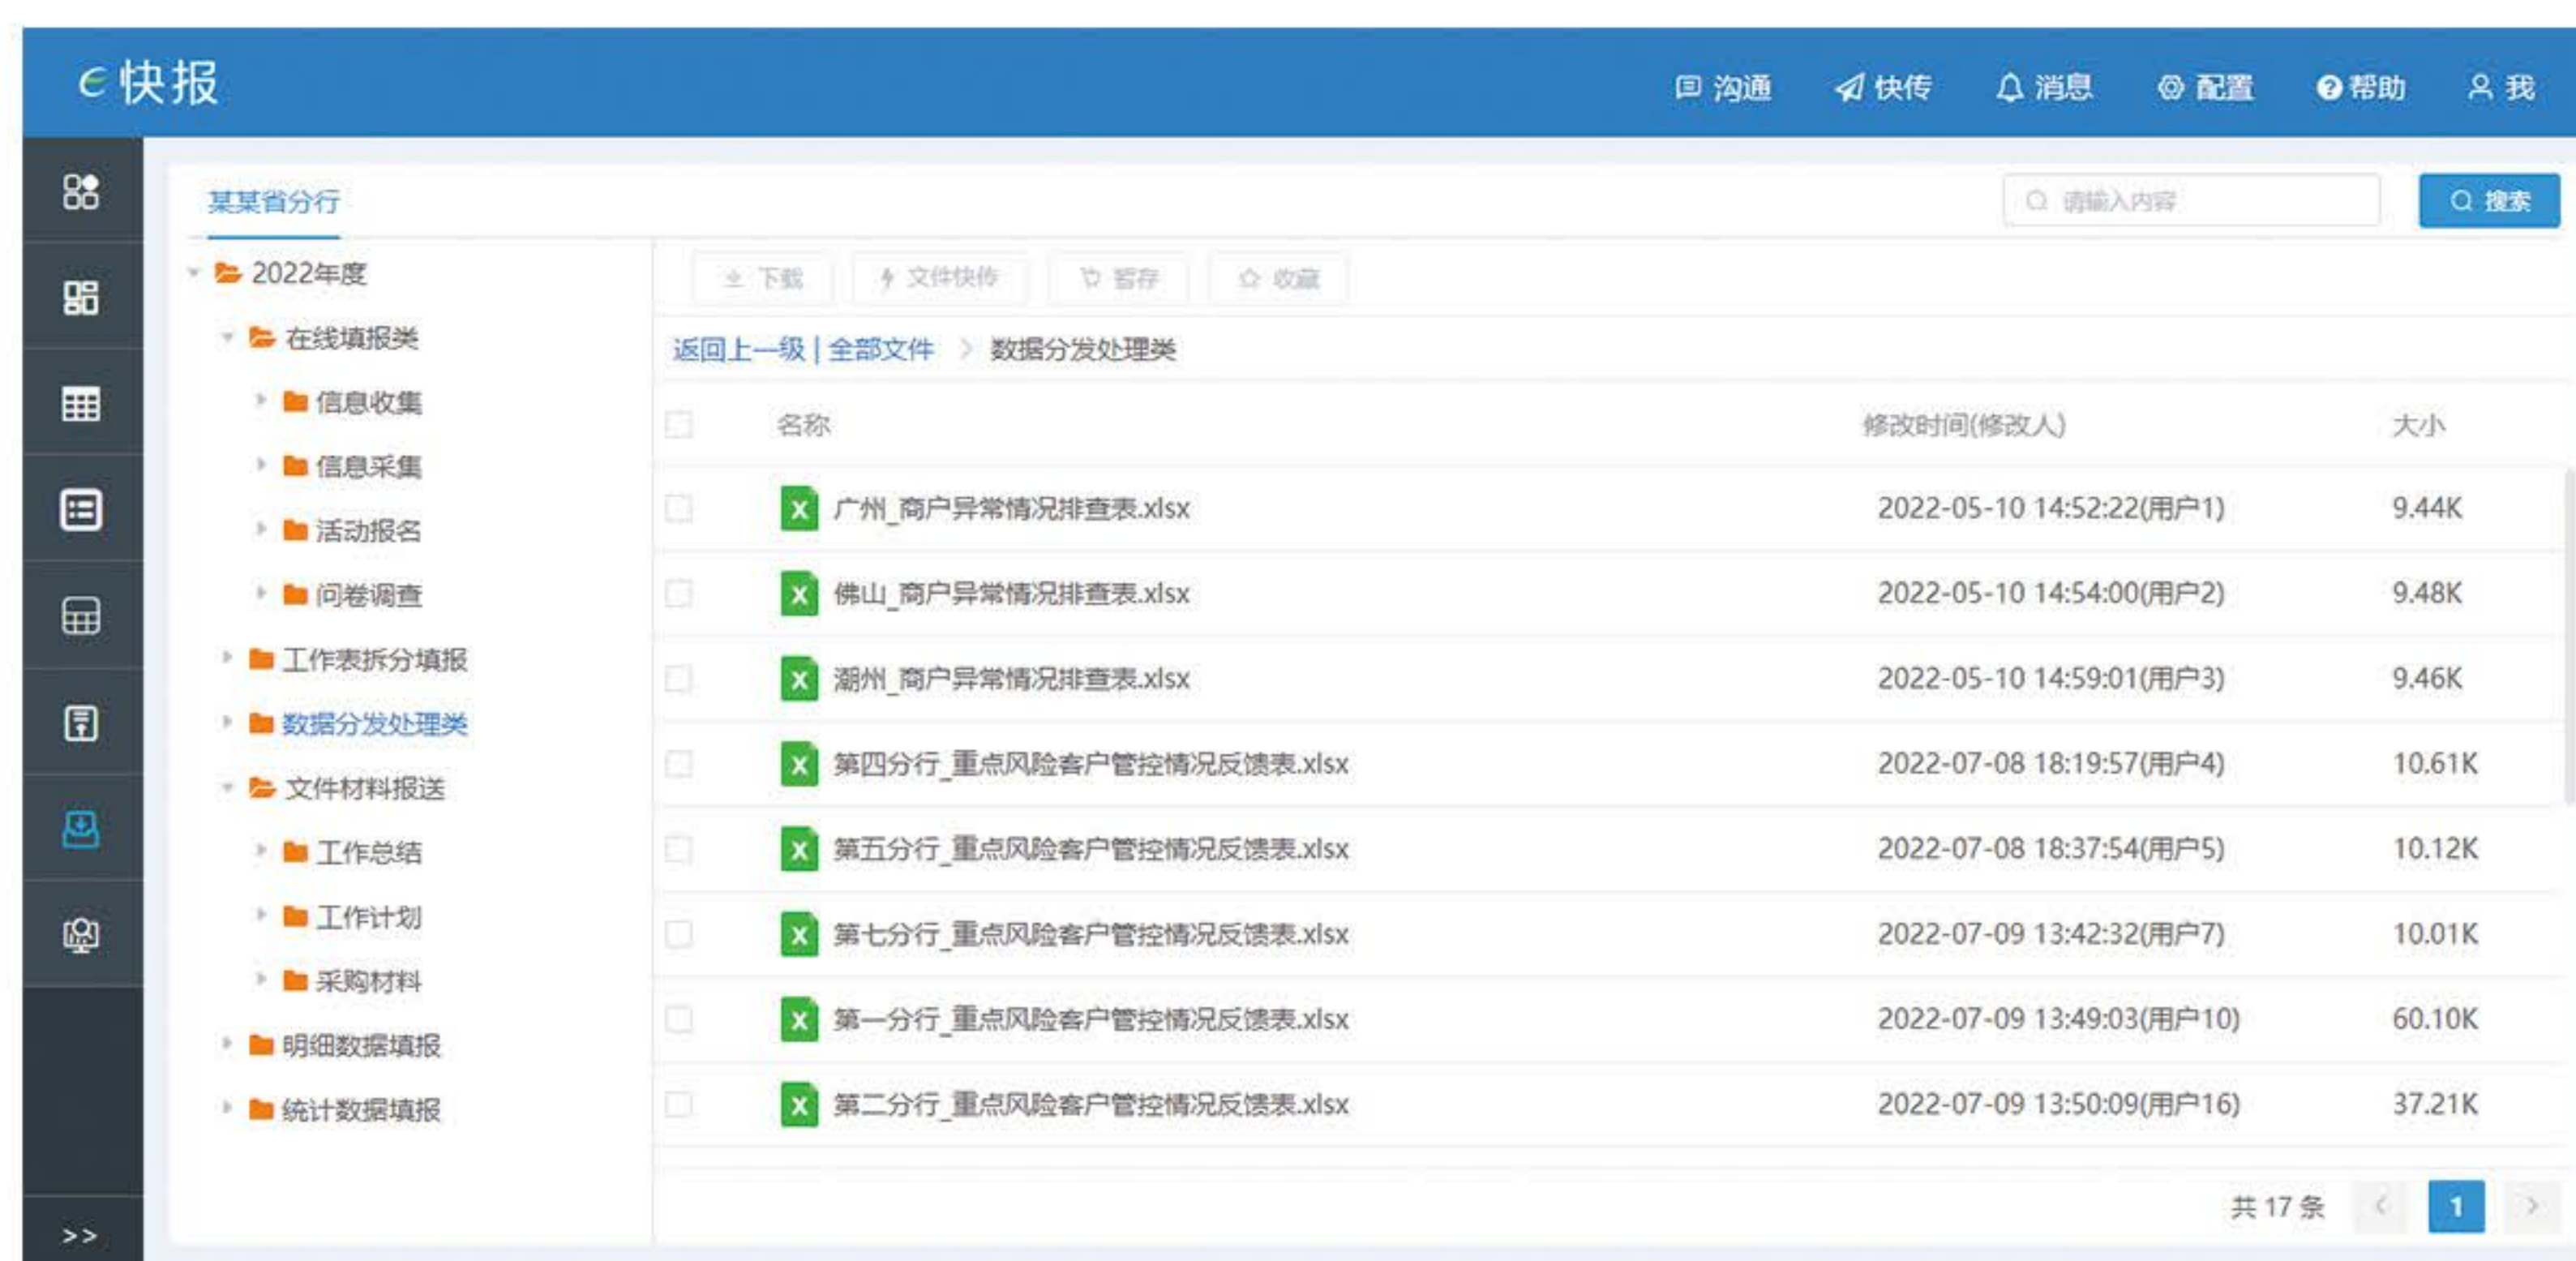 e快报 沟通 快传 消息 配置 帮助 我
某某省分行 请输入内容 搜索
2022年度
在线填报类
信息收集
信息采集
活动报名
问卷调查
工作表拆分填报
数据分发处理类
文件材料报送
工作总结
工作计划
采购材料
明细数据填报
统计数据填报
>>
下载 文件快传 暂存 收藏
返回上一级 | 全部文件 > 数据分发处理类
名称 修改时间(修改人) 大小
广州_商户异常情况排查表.xlsx 2022-05-10 14:52:22(用户1) 9.44K
佛山_商户异常情况排查表.xlsx 2022-05-10 14:54:00(用户2) 9.48K
潮州_商户异常情况排查表.xlsx 2022-05-10 14:59:01(用户3) 9.46K
第四分行_重点风险客户管控情况反馈表.xlsx 2022-07-08 18:19:57(用户4) 10.61K
第五分行_重点风险客户管控情况反馈表.xlsx 2022-07-08 18:37:54(用户5) 10.12K
第七分行_重点风险客户管控情况反馈表.xlsx 2022-07-09 13:42:32(用户7) 10.01K
第一分行_重点风险客户管控情况反馈表.xlsx 2022-07-09 13:49:03(用户10) 60.10K
第二分行_重点风险客户管控情况反馈表.xlsx 2022-07-09 13:50:09(用户16) 37.21K
共 17 条 < 1 >